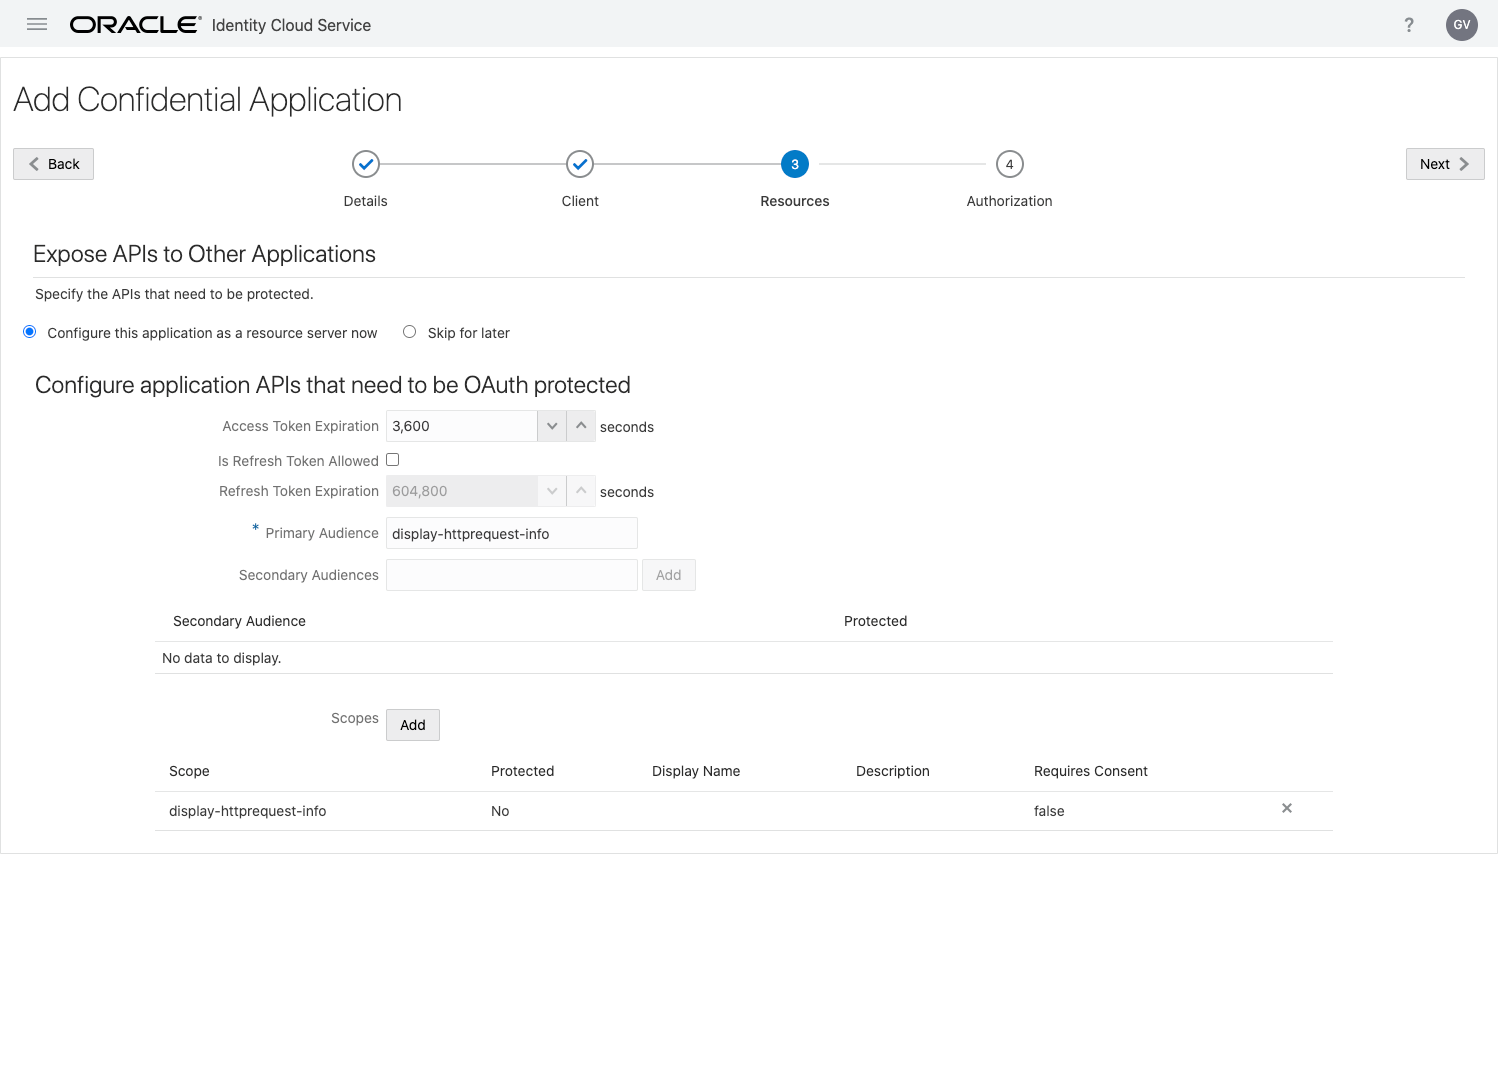 ORACLE® Identity Cloud Service ? GV
Add Confidential Application
Back 3 4 Next
Details Client Resources Authorization
Expose APIs to Other Applications
Specify the APIs that need to be protected.
Configure this application as a resource server now Skip for later
Configure application APIs that need to be OAuth protected
Access Token Expiration 3,600 seconds
Is Refresh Token Allowed
Refresh Token Expiration 604,800 seconds
* Primary Audience display-httprequest-info
Secondary Audiences Add
Secondary Audience Protected
No data to display.
Scopes Add
Scope Protected Display Name Description Requires Consent
display-httprequest-info No false